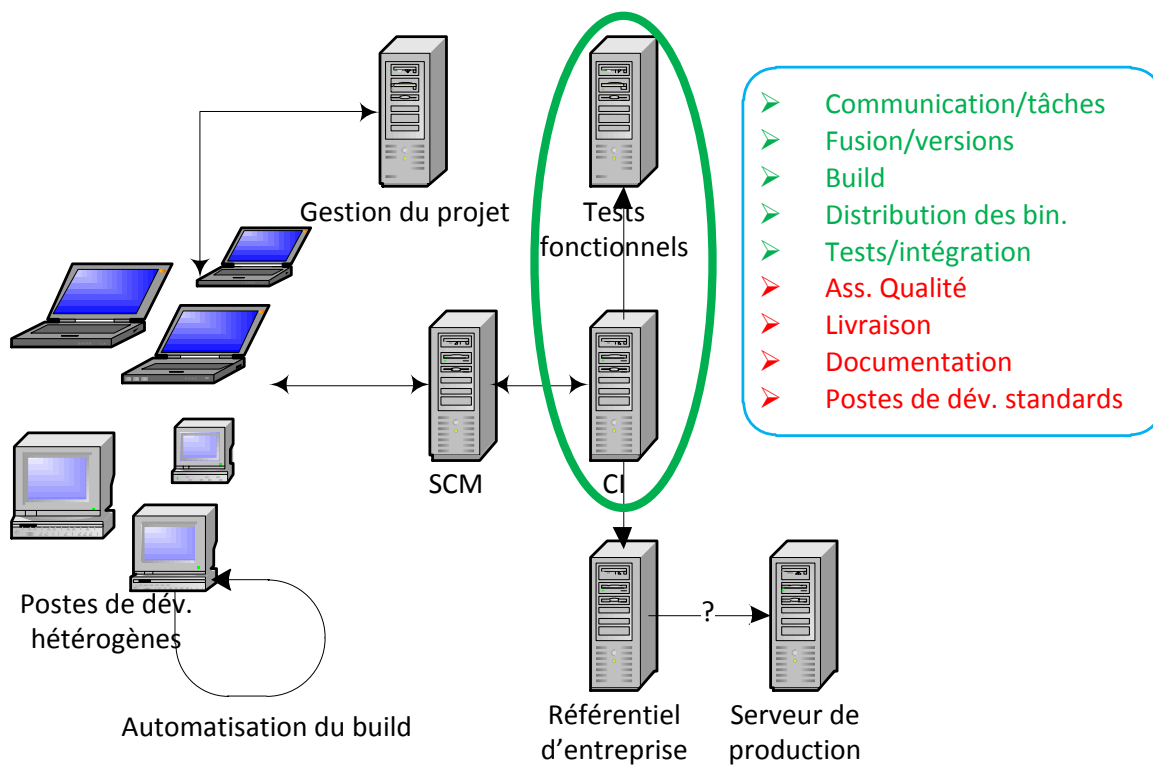 Gestion du projet
Tests
fonctionnels
Communication/tâches
Fusion/versions
Build
Distribution des bin.
Tests/intégration
Ass. Qualité
Livraison
Documentation
Postes de dév. standards
SCM
CI
Postes de dév.
hétérogènes
Automatisation du build
?
Référentiel
d’entreprise
Serveur de
production